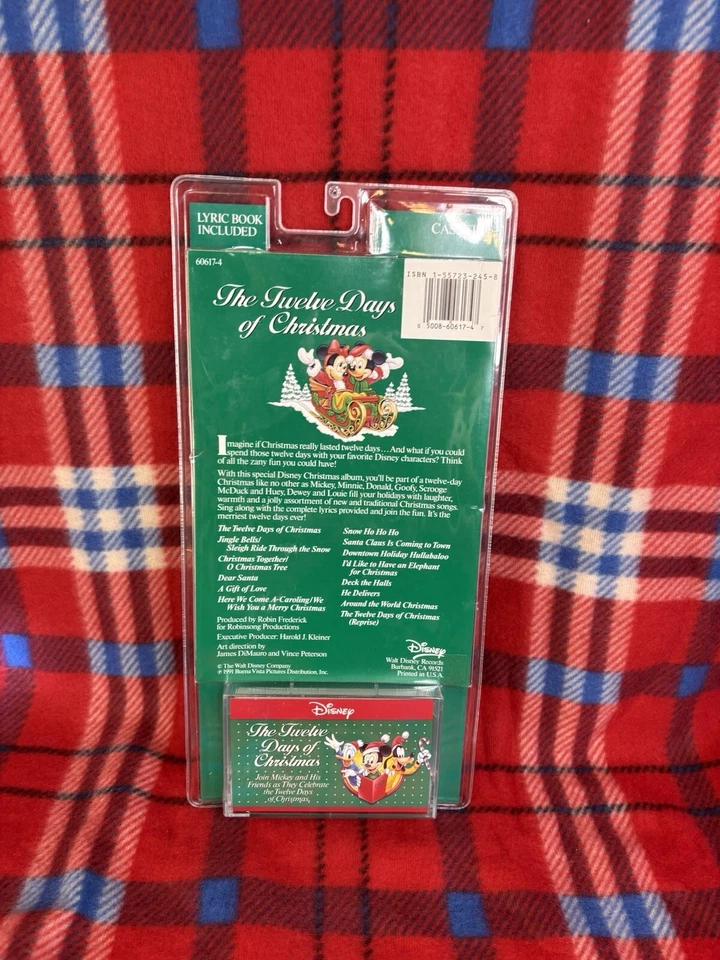 LYRIC BOOK
INCLUDED
60617-4
ISBN 1-55723-245-8
5008-60617-4
The Twelve Days
of Christmas
Imagine if Christmas really lasted twelve days...And what if you could
spend those twelve days with your favorite Disney characters? Think
of all the zany fun you could have!
With this special Disney Christmas album, you'll be part of a twelve-day
Christmas like no other as Mickey, Minnie, Donald, Goofy, Scrooge
McDuck and Huey, Dewey and Louie fill your holidays with laughter,
warmth and a jolly assortment of new and traditional Christmas songs.
Sing along with the complete lyrics provided and join the fun. It's the
merriest twelve days ever!
The Twelve Days of Christmas
Jingle Bells/
Sleigh Ride Through the Snow
Christmas Together/
O Christmas Tree
Dear Santa
A Gift of Love
Here We Come A-Caroling/We
Wish You a Merry Christmas
Snow Ho Ho Ho
Santa Claus Is Coming to Town
Downtown Holiday Hullabaloo
I'd Like to Have an Elephant
for Christmas
Deck the Halls
He Delivers
Around the World Christmas
The Twelve Days of Christmas
(Reprise)
Produced by Robin Frederick
for Robinsong Productions
Executive Producer: Harold J. Kleiner
Art direction by
James DiMauro and Vince Peterson
© The Walt Disney Company
℗ 1991 Buena Vista Pictures Distribution, Inc.
Disney
Walt Disney Records
Burbank, CA 91521
Printed in U.S.A.
Disney
The Twelve
Days of
Christmas
Join Mickey and His
Friends as They Celebrate
the Twelve Days
of Christmas.